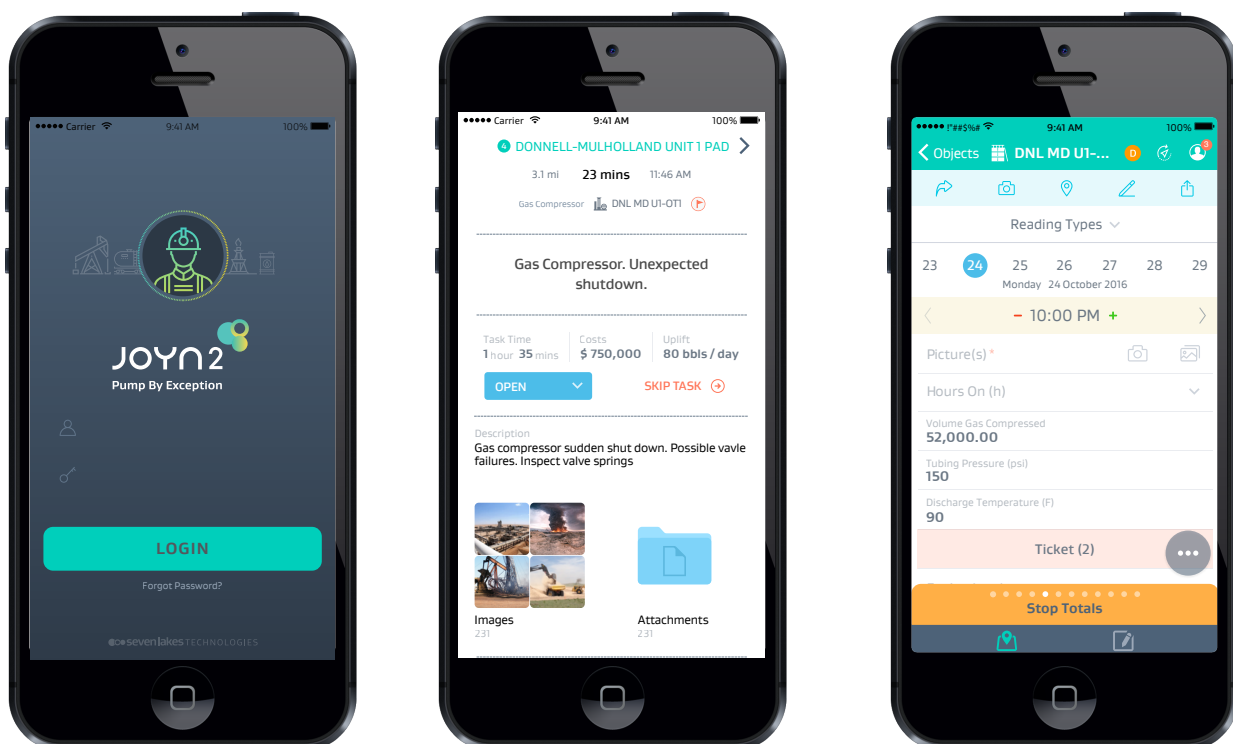 Carrier 9:41 AM 100%
JOYN2
Pump By Exception
LOGIN
Forgot Password?
seven lakes TECHNOLOGIES
Carrier 9:41 AM 100%
4 DONNELL-MULHOLLAND UNIT 1 PAD
3.1 mi 23 mins 11:46 AM
Gas Compressor DNL MD U1-OT1
Gas Compressor. Unexpected
shutdown.
Task Time Costs Uplift
1 hour 35 mins $ 750,000 80 bbls / day
OPEN SKIP TASK
Description
Gas compressor sudden shut down. Possible vavle
failures. Inspect valve springs
Images Attachments
231 231
!"##$%# 9:41 AM 100%
Objects DNL MD U1-... D 3
Reading Types
23 24 25 26 27 28 29
Monday 24 October 2016
- 10:00 PM +
Picture(s) *
Hours On (h)
Volume Gas Compressed
52,000.00
Tubing Pressure (psi)
150
Discharge Temperature (F)
90
Ticket (2)
Stop Totals